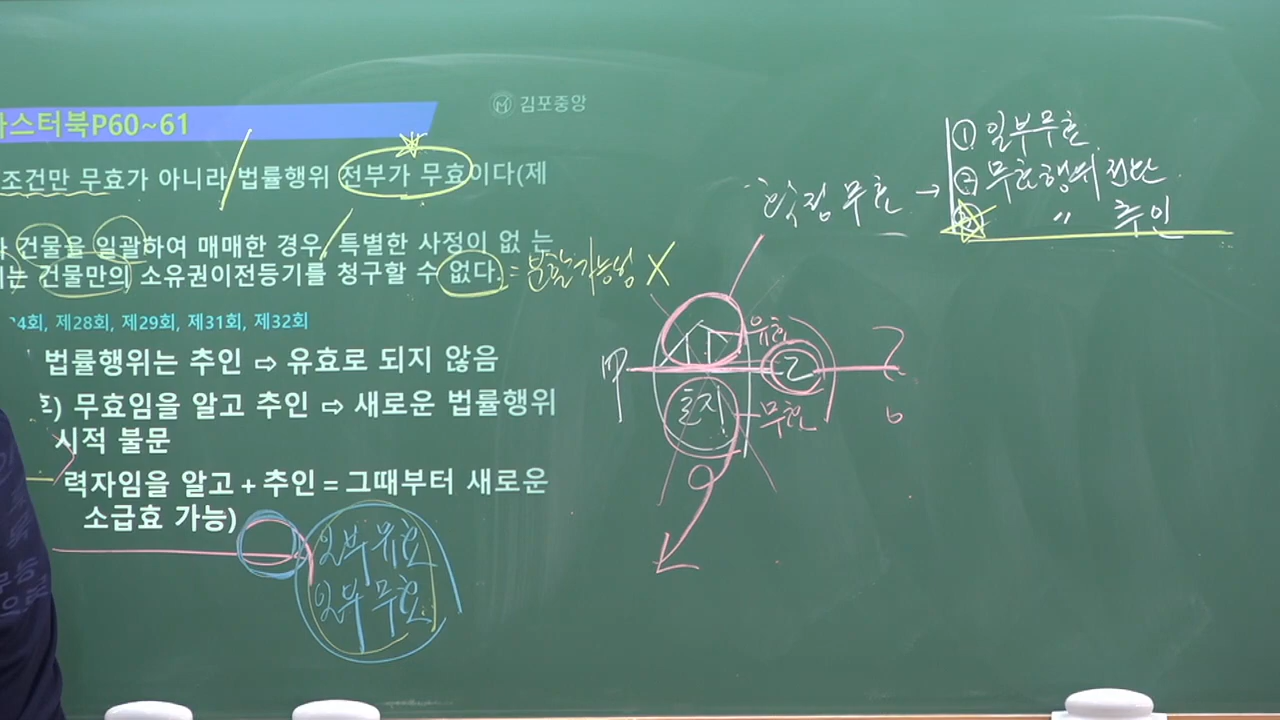 스터북P60~61
김포중앙
조건만 무효가 아니라 법률행위 전부가 무효이다(제
건물을 일괄하여 매매한 경우, 특별한 사정이 없 는
는 건물만의 소유권이전등기를 청구할 수 없다. = 분할가능성 X
제28회, 제29회, 제31회, 제32회
법률행위는 추인 ⇨ 유효로 되지 않음
) 무효임을 알고 추인 ⇨ 새로운 법률행위
시적 불문
력자임을 알고 + 추인 = 그때부터 새로운
소급효 가능)
일부 유효
일부 무효
확정 무효 →
① 일부무효
② 무효행위 전환
〃 추인
유효
甲
乙
토지
무효